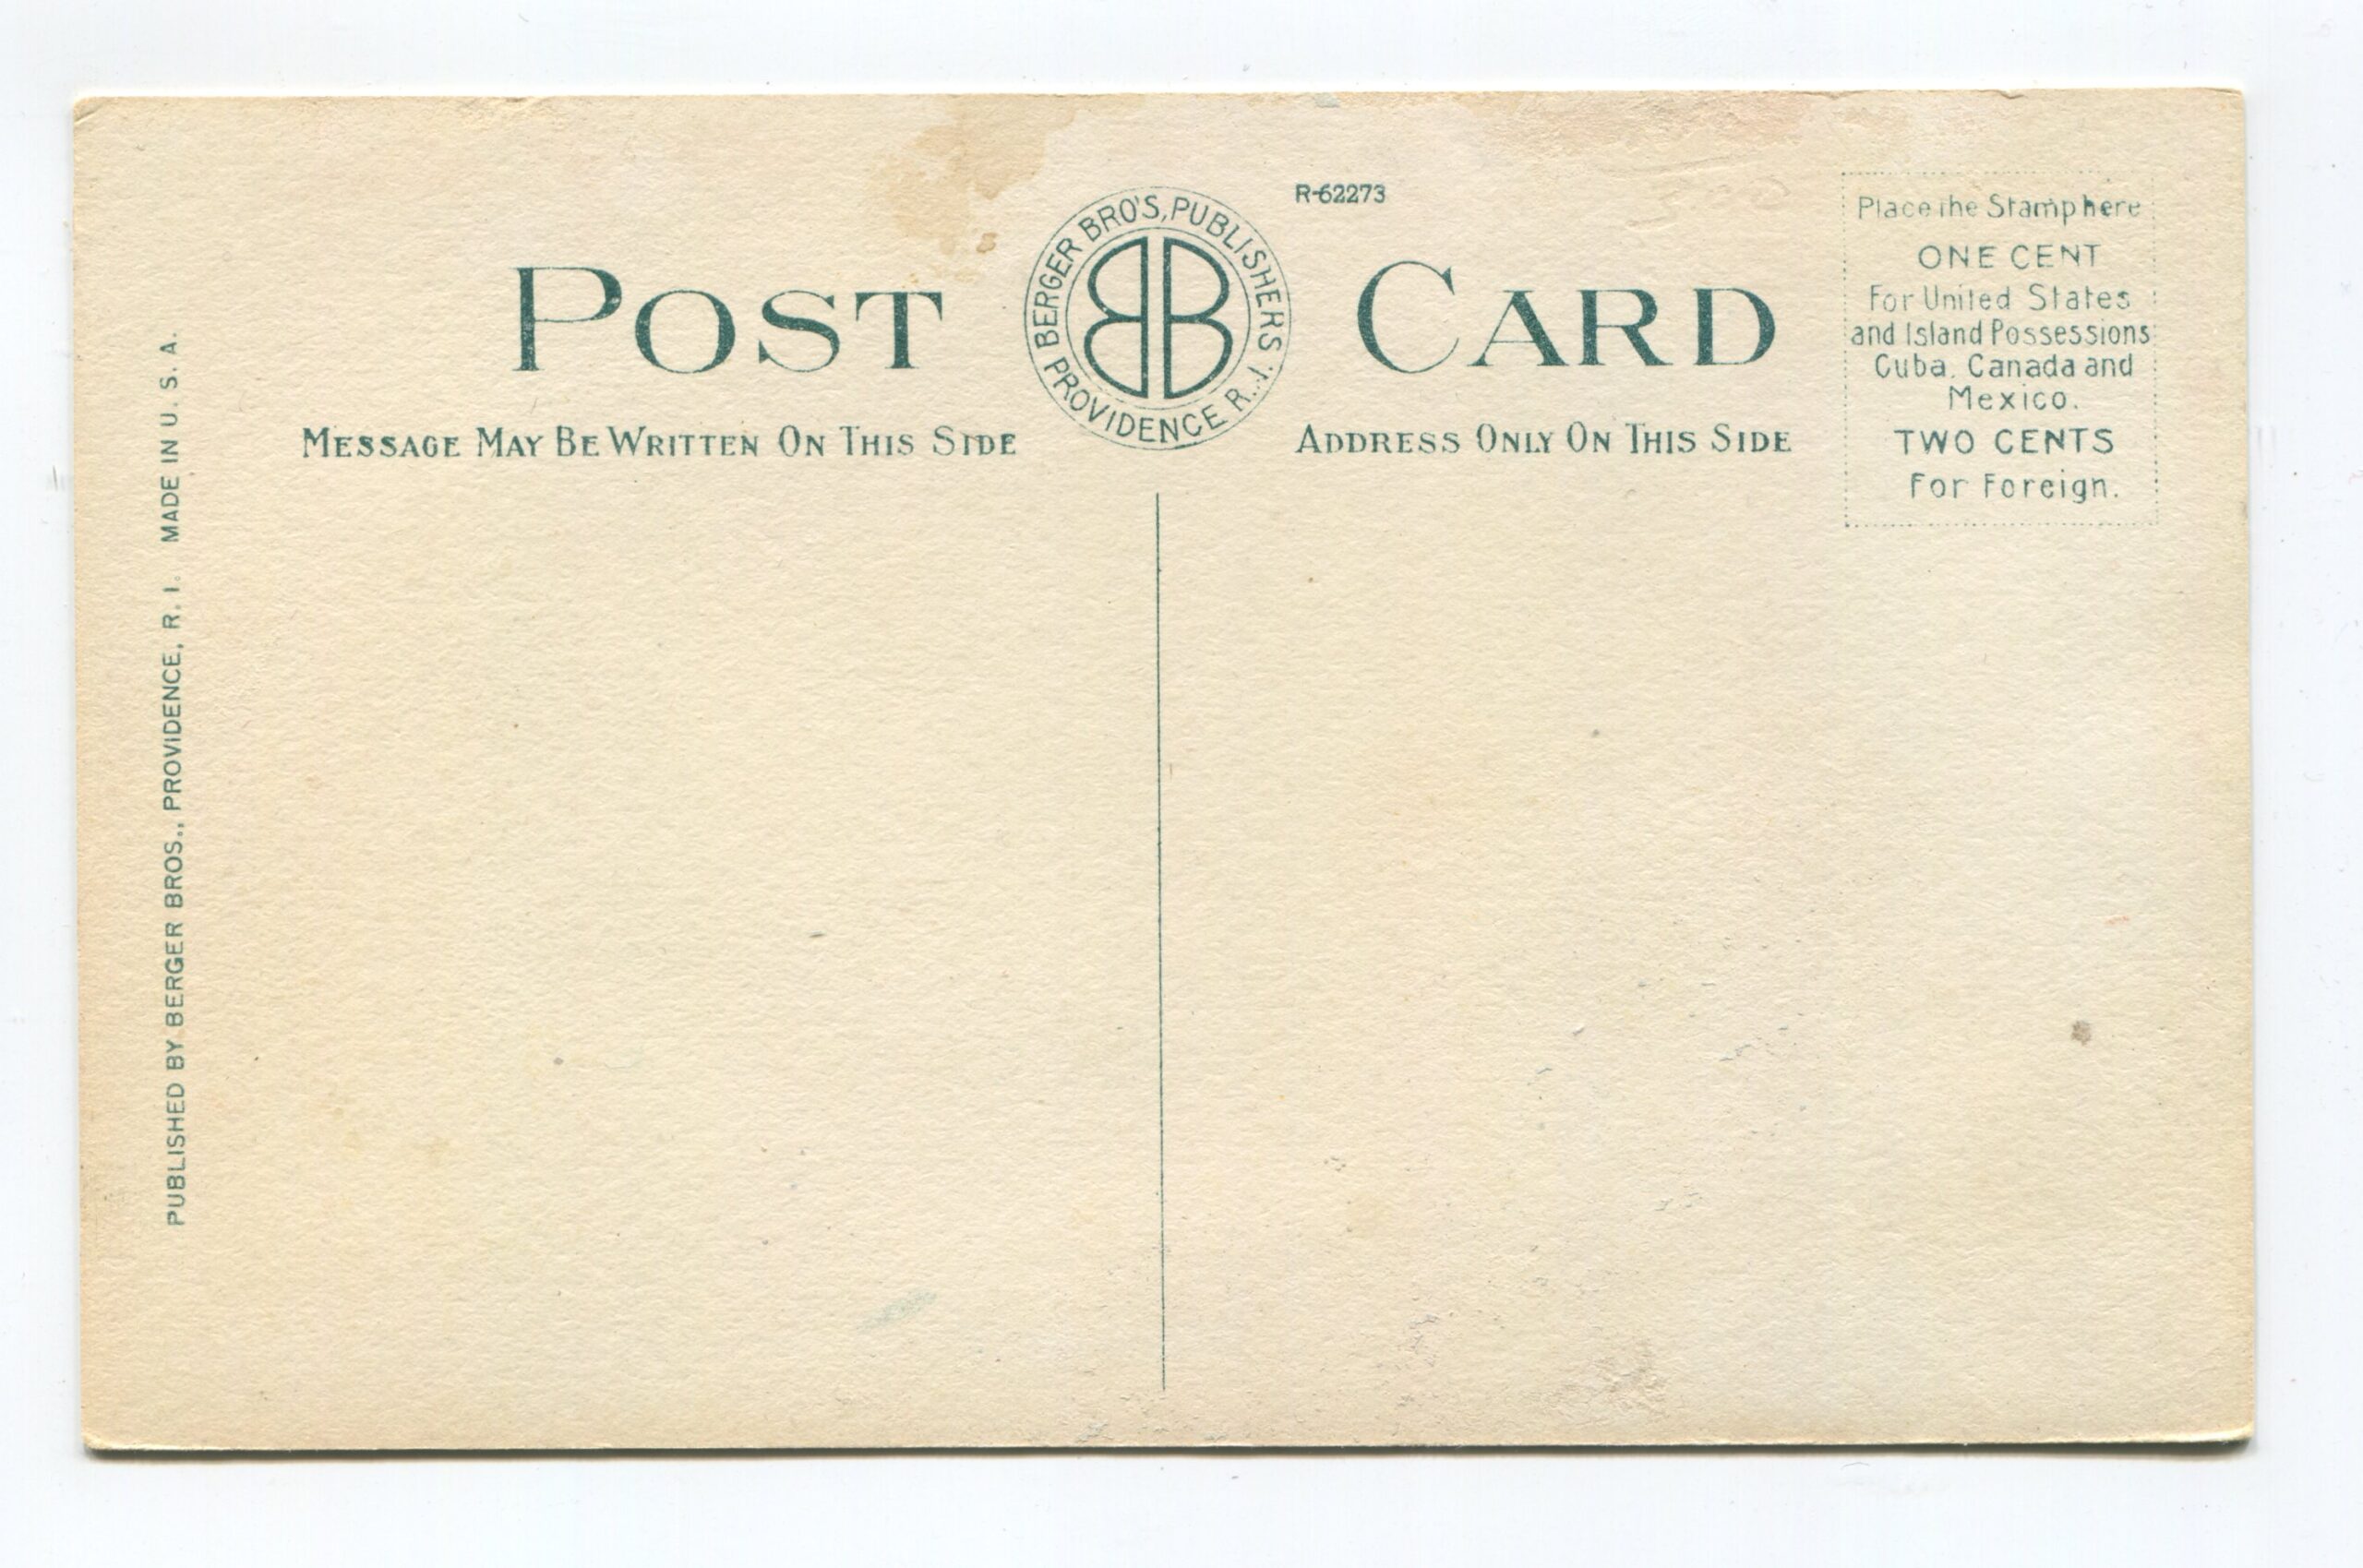 R-62273
BERGER BRO'S, PUBLISHERS
PROVIDENCE R. I.
BB
POST CARD
MESSAGE MAY BE WRITTEN ON THIS SIDE
ADDRESS ONLY ON THIS SIDE
Place the Stamp here
ONE CENT
For United States
and Island Possessions
Cuba. Canada and
Mexico.
TWO CENTS
For Foreign.
PUBLISHED BY BERGER BROS., PROVIDENCE, R. I. MADE IN U. S. A.